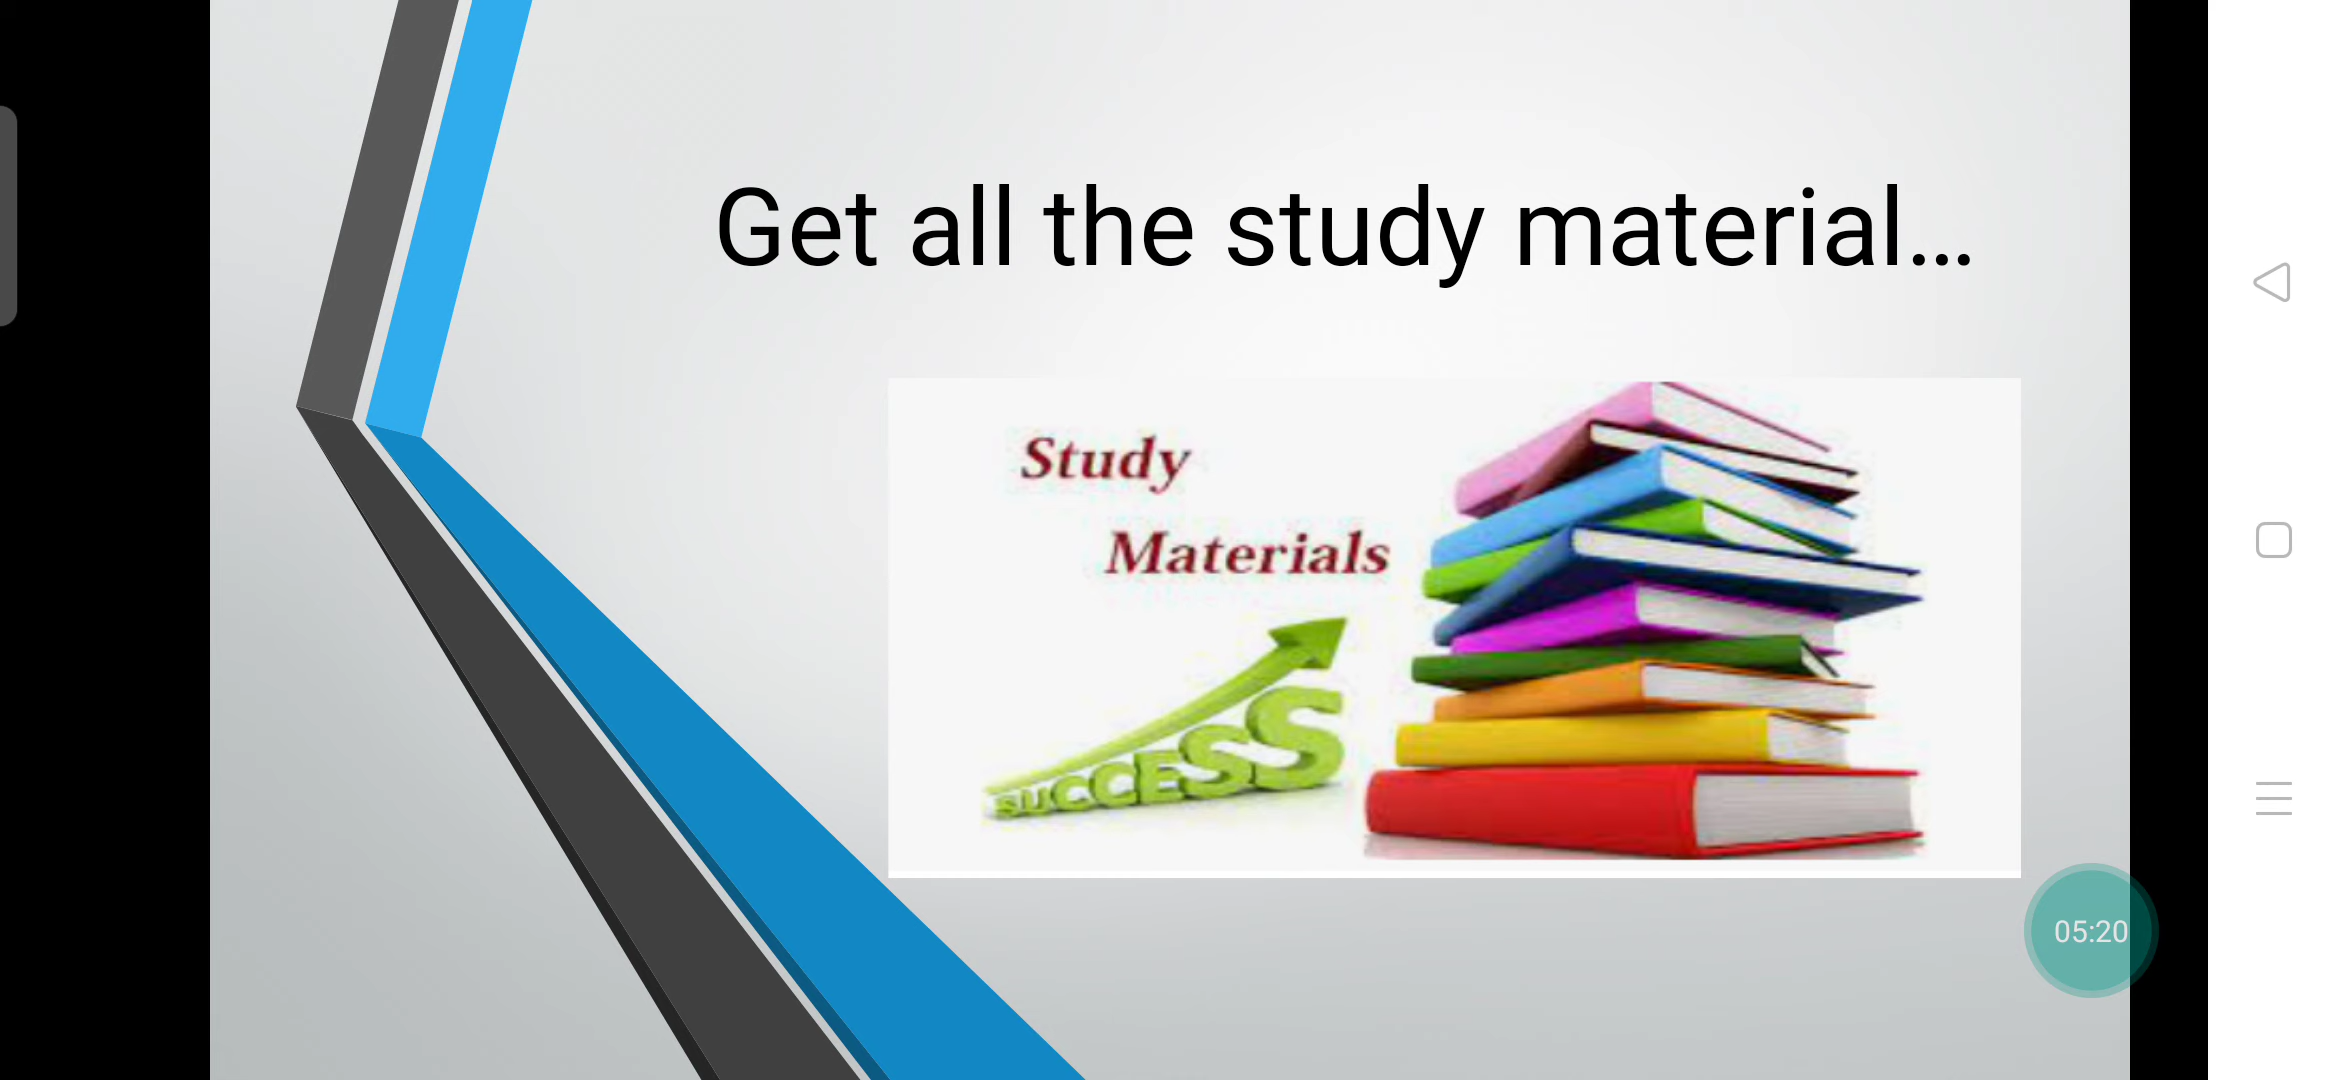 Get all the study material...
Study
Materials
SUCCESS
05:20